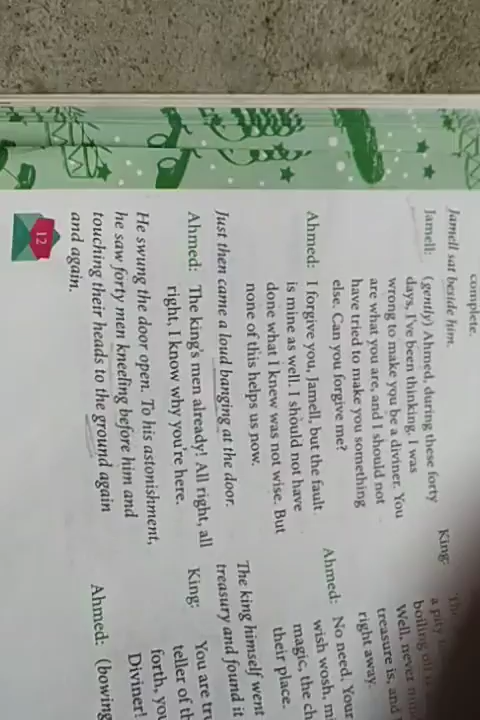 complete.
Jamell sat beside him.
Jamell: (gently) Ahmed, during these forty
days, I've been thinking. I was
wrong to make you be a diviner. You
are what you are, and I should not
have tried to make you something
else. Can you forgive me?
Ahmed: I forgive you, Jamell, but the fault
is mine as well. I should not have
done what I knew was not wise. But
none of this helps us now.
Just then came a loud banging at the door.
Ahmed: The king's men already! All right, all
right, I know why you're here.
He swung the door open. To his astonishment,
he saw forty men kneeling before him and
touching their heads to the ground again
and again.
12
King: The
a pity
boiling oil
Well, never
treasure is, and
right away.
Ahmed: No need, Your
wish wosh, mi
magic, the ch
their place.
The king himself went
treasury and found it
King: You are tru
teller of th
forth, you
Diviner!
Ahmed: (bowing